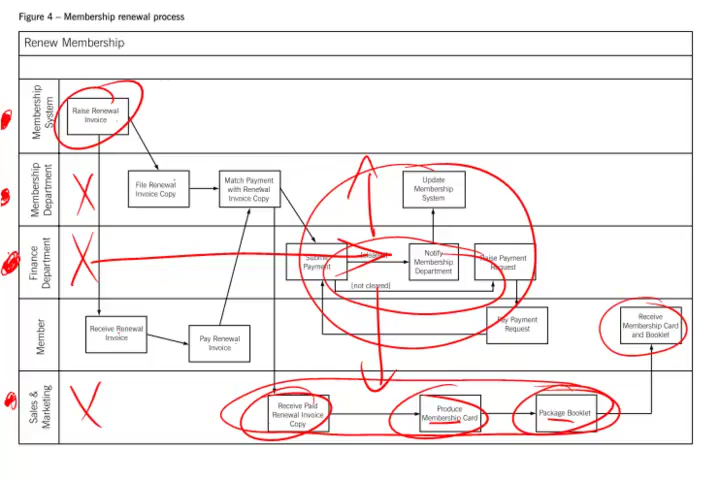 Figure 4 – Membership renewal process
Renew Membership
Membership
System
Raise Renewal
Invoice
Membership
Department
File Renewal
Invoice Copy
Match Payment
with Renewal
Invoice Copy
Update
Membership
System
Finance
Department
Submit
Payment
[cleared]
Notify
Membership
Department
Raise Payment
Request
[not cleared]
Member
Receive Renewal
Invoice
Pay Renewal
Invoice
Pay Payment
Request
Receive
Membership Card
and Booklet
Sales &
Marketing
Receive Paid
Renewal Invoice
Copy
Produce
Membership Card
Package Booklet